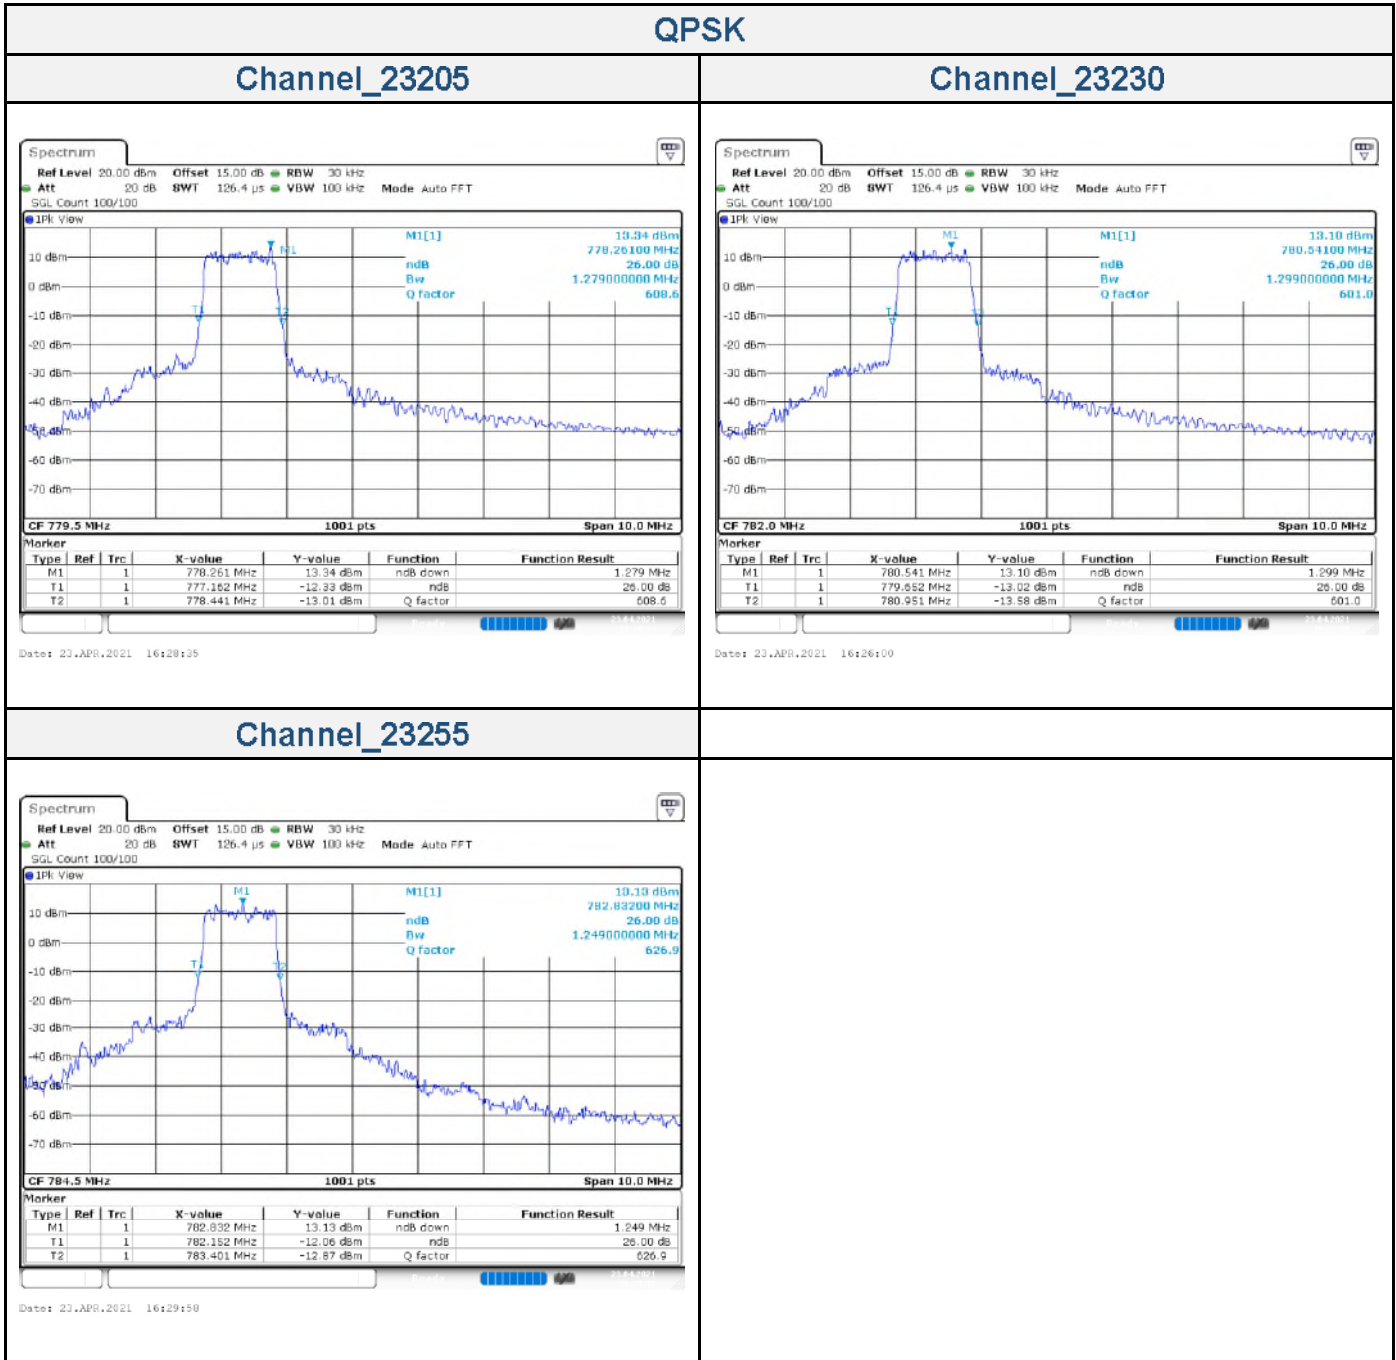 QPSK
Channel_23205
Channel_23230
Spectrum
Ref Level 20.00 dBm Offset 15.00 dB RBW 30 kHz
Att 20 dB SWT 126.4 µs VBW 100 kHz Mode Auto FFT
SGL Count 100/100
1Pk View
M1[1] 13.34 dBm
778.26100 MHz
ndB 26.00 dB
Bw 1.279000000 MHz
Q factor 608.6
M1
T1
T2
10 dBm
0 dBm
-10 dBm
-20 dBm
-30 dBm
-40 dBm
-50 dBm
-60 dBm
-70 dBm
CF 779.5 MHz 1001 pts Span 10.0 MHz
Marker
Type Ref Trc X-value Y-value Function Function Result
M1 1 778.261 MHz 13.34 dBm ndB down 1.279 MHz
T1 1 777.162 MHz -12.33 dBm ndB 26.00 dB
T2 1 778.441 MHz -13.01 dBm Q factor 608.6
Date: 23.APR.2021 16:28:35
Spectrum
Ref Level 20.00 dBm Offset 15.00 dB RBW 30 kHz
Att 20 dB SWT 126.4 µs VBW 100 kHz Mode Auto FFT
SGL Count 100/100
1Pk View
M1[1] 13.10 dBm
780.54100 MHz
ndB 26.00 dB
Bw 1.299000000 MHz
Q factor 601.0
M1
10 dBm
0 dBm
-10 dBm
-20 dBm
-30 dBm
-40 dBm
-50 dBm
-60 dBm
-70 dBm
CF 782.0 MHz 1001 pts Span 10.0 MHz
Marker
Type Ref Trc X-value Y-value Function Function Result
M1 1 780.541 MHz 13.10 dBm ndB down 1.299 MHz
T1 1 779.652 MHz -13.02 dBm ndB 26.00 dB
T2 1 780.951 MHz -13.58 dBm Q factor 601.0
Date: 23.APR.2021 16:26:00
Channel_23255
Spectrum
Ref Level 20.00 dBm Offset 15.00 dB RBW 30 kHz
Att 20 dB SWT 126.4 µs VBW 100 kHz Mode Auto FFT
SGL Count 100/100
1Pk View
M1[1] 13.13 dBm
782.83200 MHz
ndB 26.00 dB
Bw 1.249000000 MHz
Q factor 626.9
M1
T2
10 dBm
0 dBm
-10 dBm
-20 dBm
-30 dBm
-40 dBm
-50 dBm
-60 dBm
-70 dBm
CF 784.5 MHz 1001 pts Span 10.0 MHz
Marker
Type Ref Trc X-value Y-value Function Function Result
M1 1 782.832 MHz 13.13 dBm ndB down 1.249 MHz
T1 1 782.152 MHz -12.06 dBm ndB 26.00 dB
T2 1 783.401 MHz -12.87 dBm Q factor 626.9
Date: 23.APR.2021 16:29:58